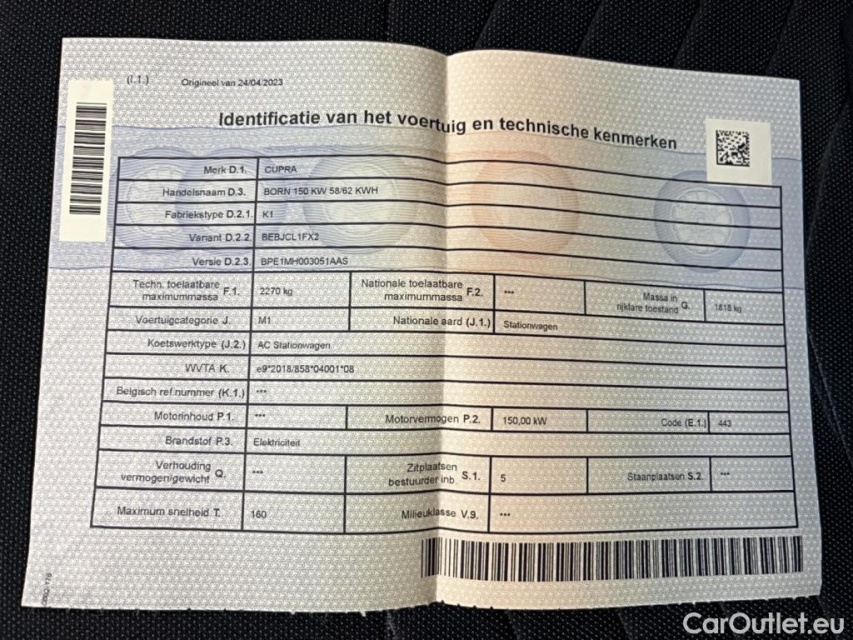 (I.1.) Origineel van 24/04/2023
Identificatie van het voertuig en technische kenmerken
Merk D.1. CUPRA
Handelsnaam D.3. BORN 150 KW 58/62 KWH
Fabriekstype D.2.1. K1
Variant D.2.2. BEBJCL1FX2
Versie D.2.3. BPE1MH003051AAS
Techn. toelaatbare maximummassa F.1. 2270 kg Nationale toelaatbare maximummassa F.2. --- Massa in rijklare toestand G. 1818 kg
Voertuigcategorie J. M1 Nationale aard (J.1.) Stationwagen
Koetswerktype (J.2.) AC Stationwagen
WVTA K. e9*2018/858*04001*08
Belgisch ref.nummer (K.1.) ---
Motorinhoud P.1. --- Motorvermogen P.2. 150,00 kW Code (E.1.) 443
Brandstof P.3. Elektriciteit
Verhouding vermogen/gewicht Q. --- Zitplaatsen bestuurder inb. S.1. 5 Staanplaatsen S.2. ---
Maximum snelheid T. 160 Milieuklasse V.9. ---
CarOutlet.eu